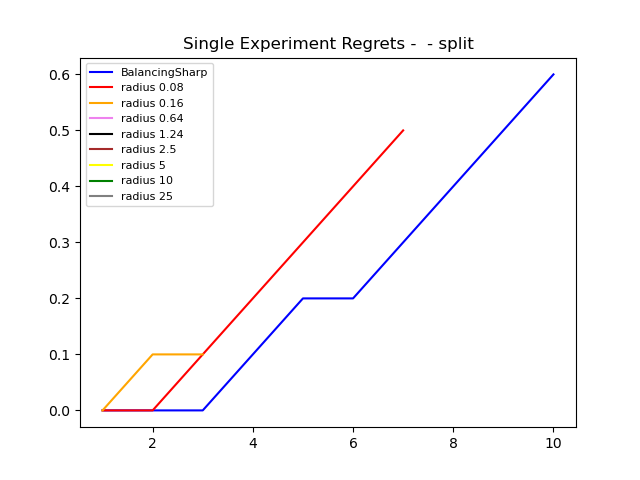 Single Experiment Regrets -  - split
BalancingSharp
radius 0.08
radius 0.16
radius 0.64
radius 1.24
radius 2.5
radius 5
radius 10
radius 25
0.6
0.5
0.4
0.3
0.2
0.1
0.0
2 4 6 8 10